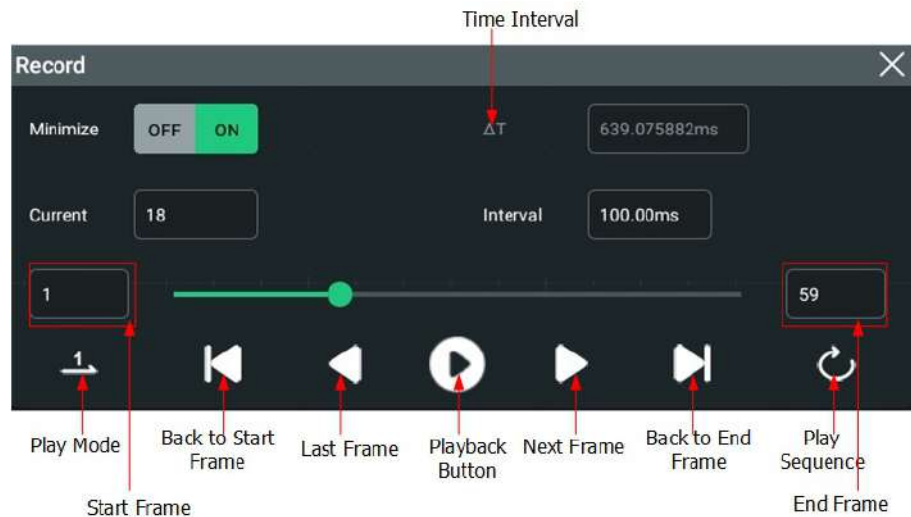 Time Interval
Record
Minimize
OFF
ON
ΔT
639.075882ms
Current
18
Interval
100.00ms
1
59
1
Play Mode
Back to Start
Frame
Last Frame
Playback
Button
Next Frame
Back to End
Frame
Play
Sequence
Start Frame
End Frame